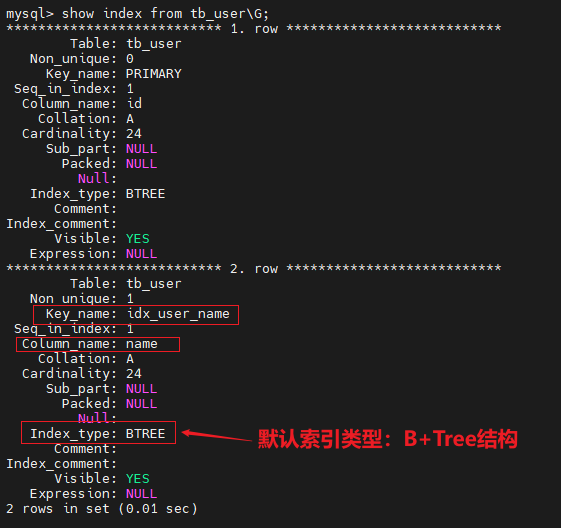 mysql> show index from tb_user\G;
*************************** 1. row ***************************
Table: tb_user
Non_unique: 0
Key_name: PRIMARY
Seq_in_index: 1
Column_name: id
Collation: A
Cardinality: 24
Sub_part: NULL
Packed: NULL
Null:
Index_type: BTREE
Comment:
Index_comment:
Visible: YES
Expression: NULL
*************************** 2. row ***************************
Table: tb_user
Non_unique: 1
Key_name: idx_user_name
Seq_in_index: 1
Column_name: name
Collation: A
Cardinality: 24
Sub_part: NULL
Packed: NULL
Null:
Index_type: BTREE 默认索引类型：B+Tree结构
Comment:
Index_comment:
Visible: YES
Expression: NULL
2 rows in set (0.01 sec)